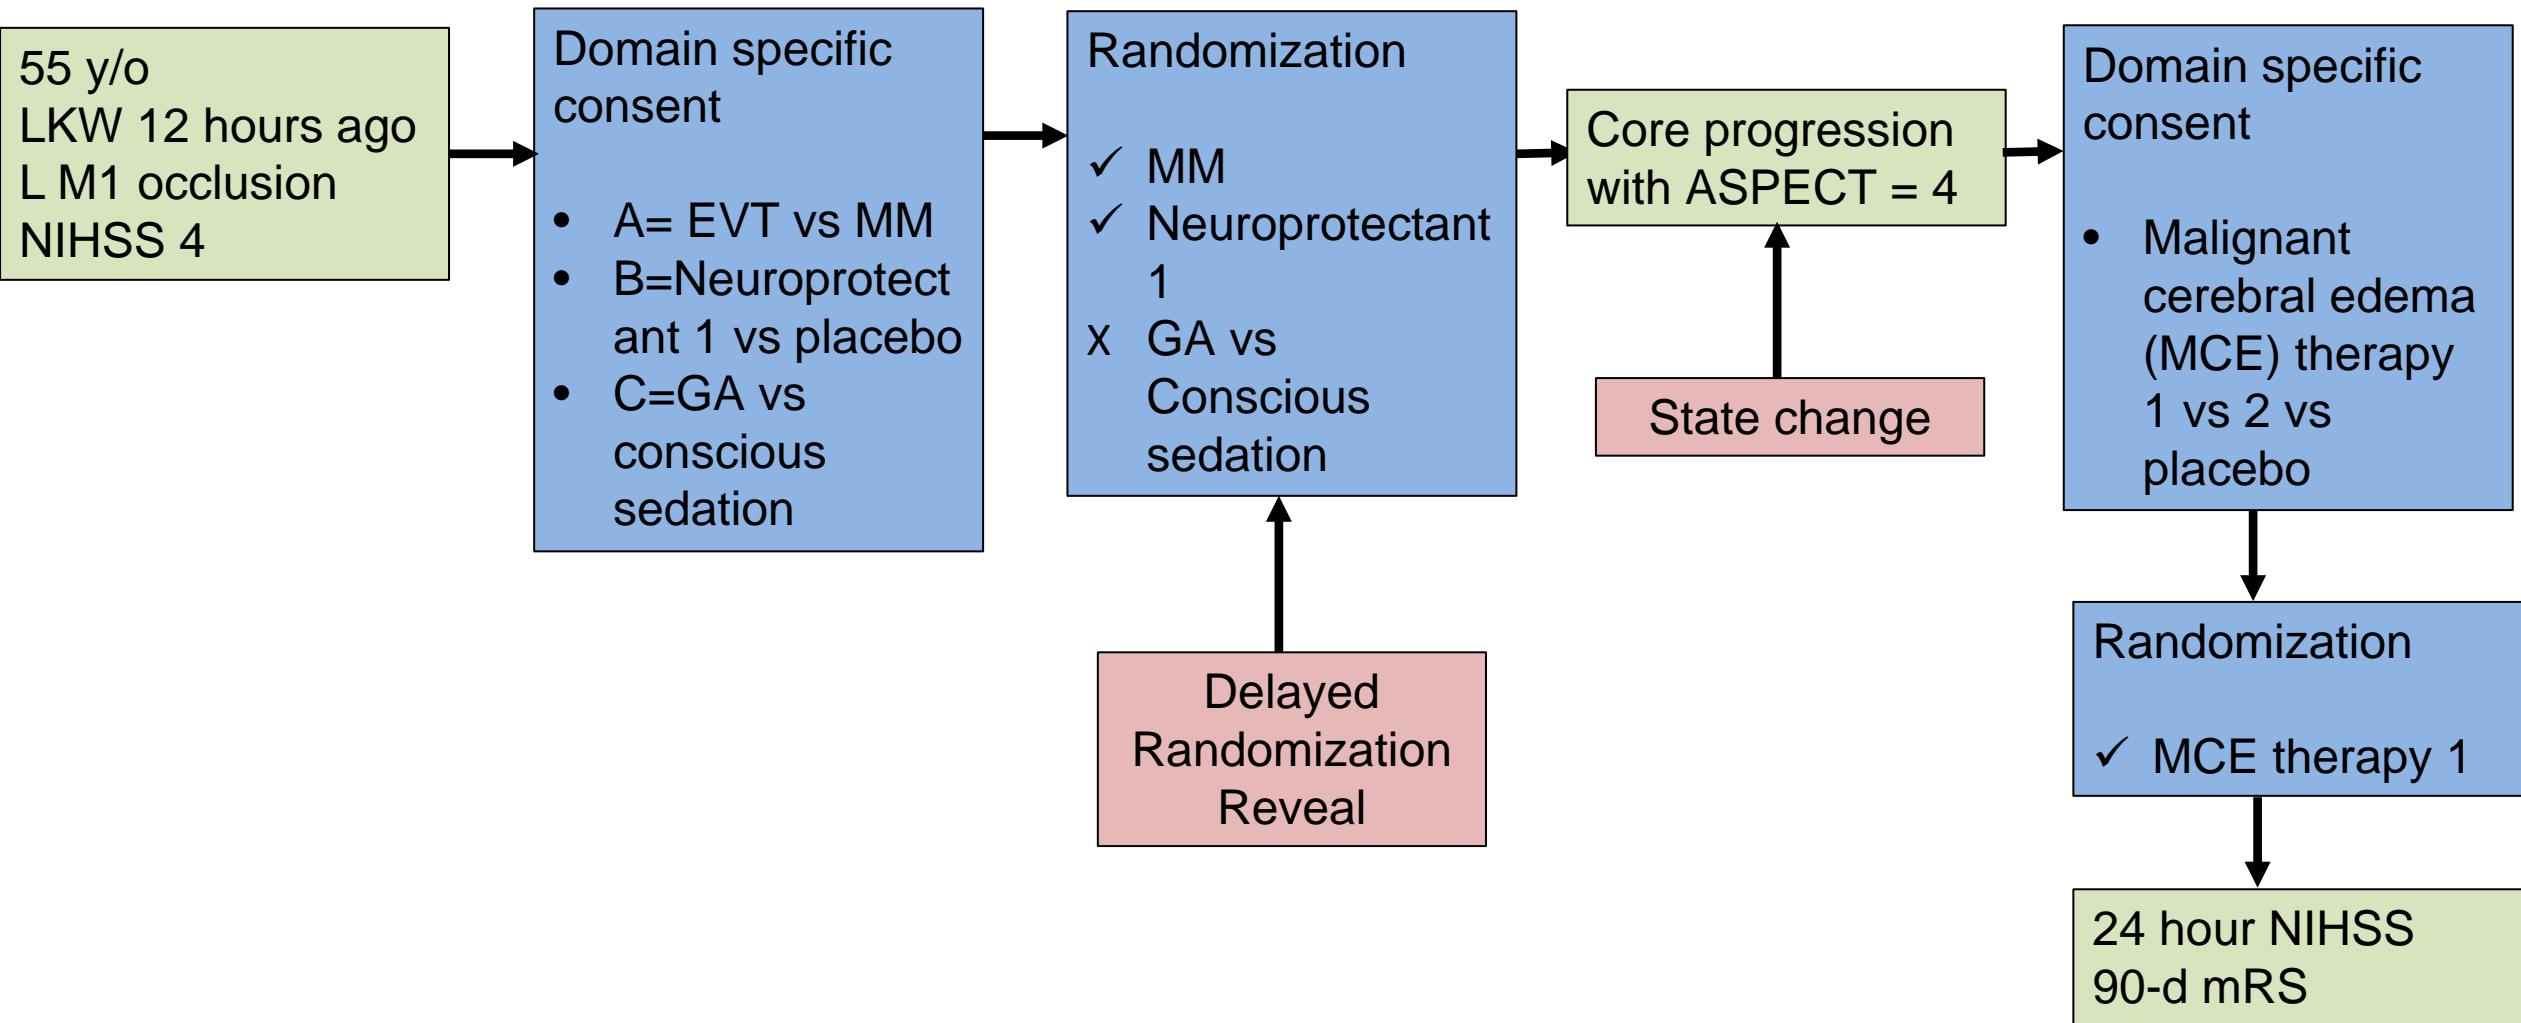 55 y/o
LKW 12 hours ago
L M1 occlusion
NIHSS 4
Domain specific
consent
• A= EVT vs MM
• B=Neuroprotect
ant 1 vs placebo
• C=GA vs
conscious
sedation
Randomization
✓ MM
✓ Neuroprotectant
1
X GA vs
Conscious
sedation
Delayed
Randomization
Reveal
Core progression
with ASPECT = 4
State change
Domain specific
consent
• Malignant
cerebral edema
(MCE) therapy
1 vs 2 vs
placebo
Randomization
✓ MCE therapy 1
24 hour NIHSS
90-d mRS